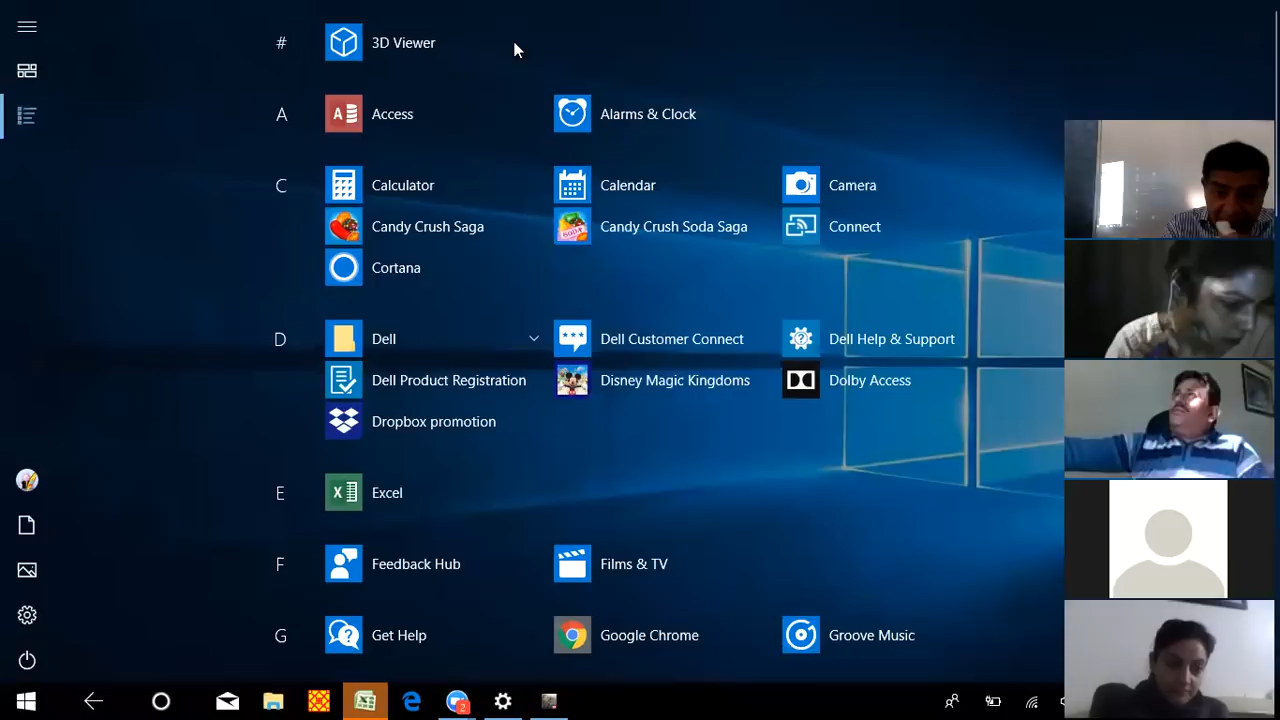 # 3D Viewer
A Access Alarms & Clock
C Calculator Calendar Camera
Candy Crush Saga Candy Crush Soda Saga Connect
Cortana
D Dell Dell Customer Connect Dell Help & Support
Dell Product Registration Disney Magic Kingdoms Dolby Access
Dropbox promotion
E Excel
F Feedback Hub Films & TV
G Get Help Google Chrome Groove Music
2